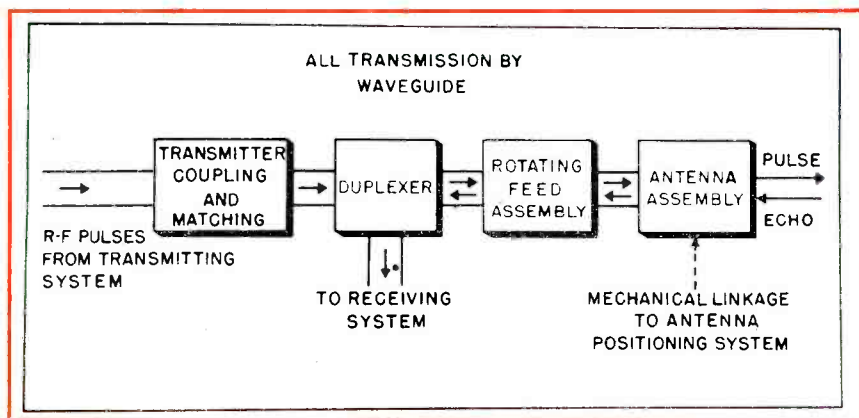 ALL TRANSMISSION BY
WAVEGUIDE
TRANSMITTER
COUPLING
AND
MATCHING
DUPLEXER
ROTATING
FEED
ASSEMBLY
ANTENNA
ASSEMBLY
PULSE
ECHO
R-F PULSES
FROM TRANSMITTING
SYSTEM
TO RECEIVING
SYSTEM
MECHANICAL LINKAGE
TO ANTENNA
POSITIONING SYSTEM